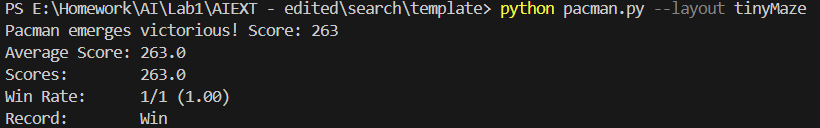 PS E:\Homework\AI\Lab1\AIEXT - edited\search\template> python pacman.py --layout tinyMaze
Pacman emerges victorious! Score: 263
Average Score: 263.0
Scores:        263.0
Win Rate:      1/1 (1.00)
Record:        Win